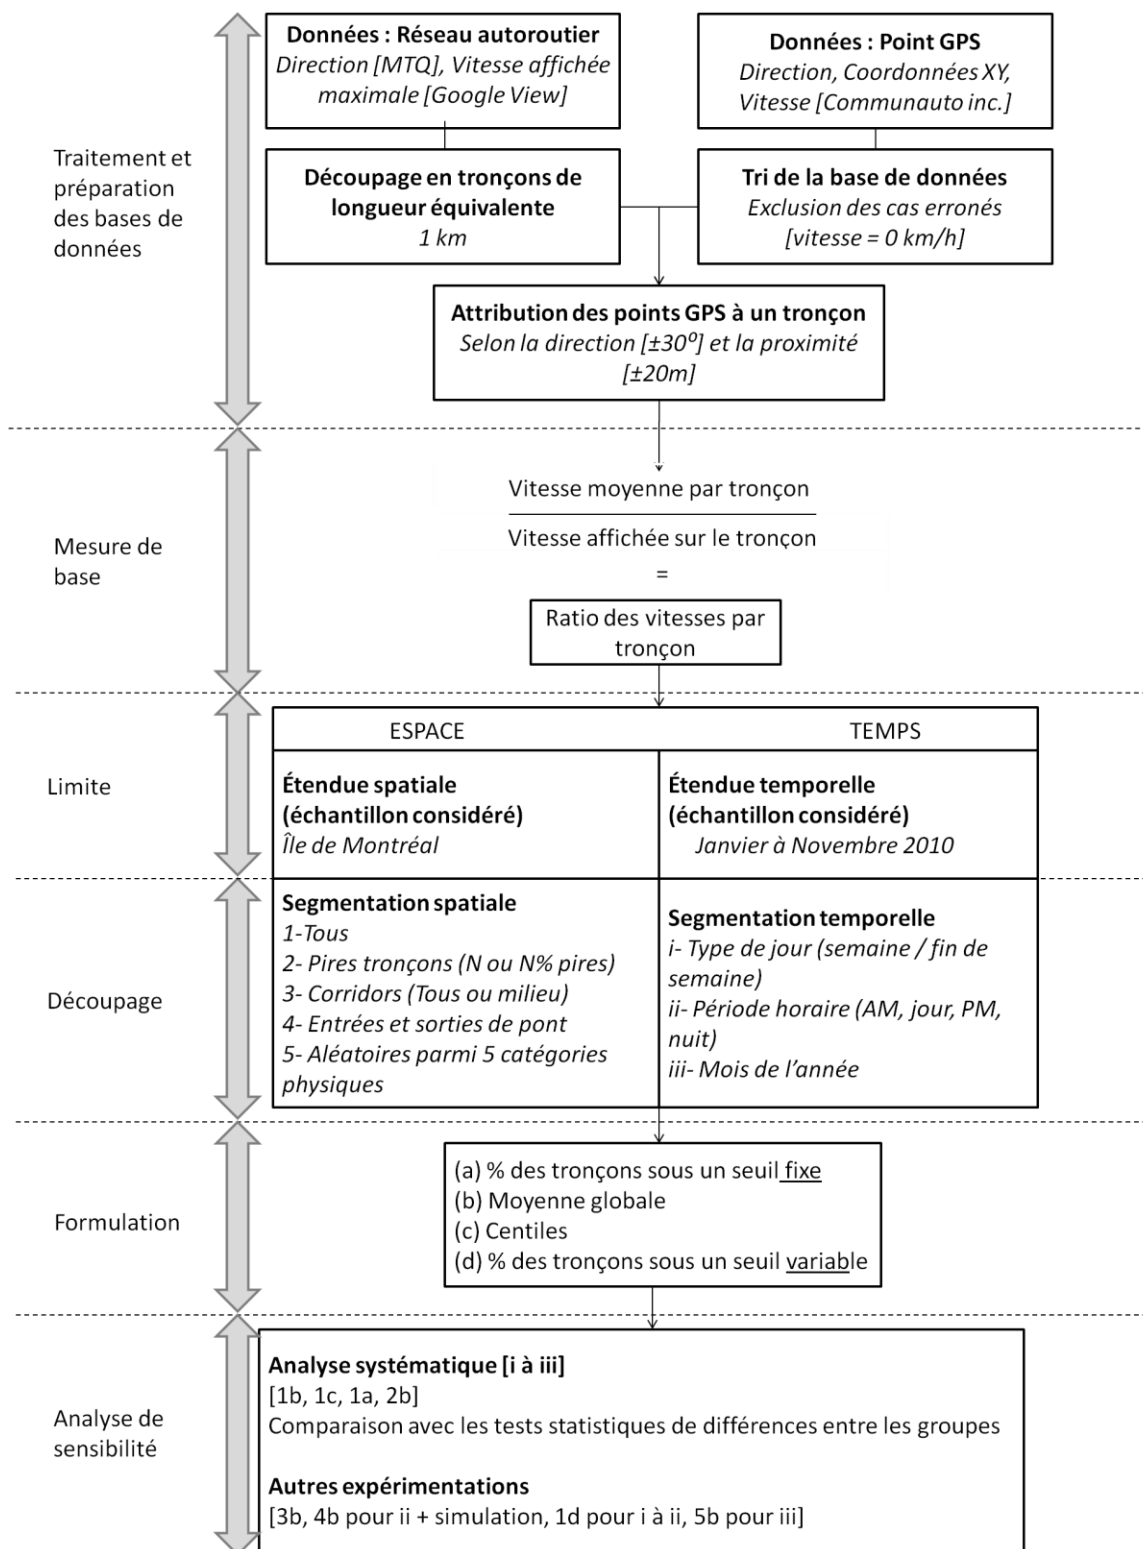 Données : Réseau autoroutier
Direction [MTQ], Vitesse affichée
maximale [Google View]
Données : Point GPS
Direction, Coordonnées XY,
Vitesse [Communauto inc.]
Traitement et
préparation
des bases de
données
Découpage en tronçons de
longueur équivalente
1 km
Tri de la base de données
Exclusion des cas erronés
[vitesse = 0 km/h]
Attribution des points GPS à un tronçon
Selon la direction [±30⁰] et la proximité
[±20m]
Mesure de
base
Vitesse moyenne par tronçon
Vitesse affichée sur le tronçon
=
Ratio des vitesses par
tronçon
Limite
ESPACE
TEMPS
Étendue spatiale
(échantillon considéré)
Île de Montréal
Étendue temporelle
(échantillon considéré)
Janvier à Novembre 2010
Découpage
Segmentation spatiale
1-Tous
2- Pires tronçons (N ou N% pires)
3- Corridors (Tous ou milieu)
4- Entrées et sorties de pont
5- Aléatoires parmi 5 catégories
physiques
Segmentation temporelle
i- Type de jour (semaine / fin de
semaine)
ii- Période horaire (AM, jour, PM,
nuit)
iii- Mois de l'année
Formulation
(a) % des tronçons sous un seuil fixe
(b) Moyenne globale
(c) Centiles
(d) % des tronçons sous un seuil variable
Analyse de
sensibilité
Analyse systématique [i à iii]
[1b, 1c, 1a, 2b]
Comparaison avec les tests statistiques de différences entre les groupes
Autres expérimentations
[3b, 4b pour ii + simulation, 1d pour i à ii, 5b pour iii]